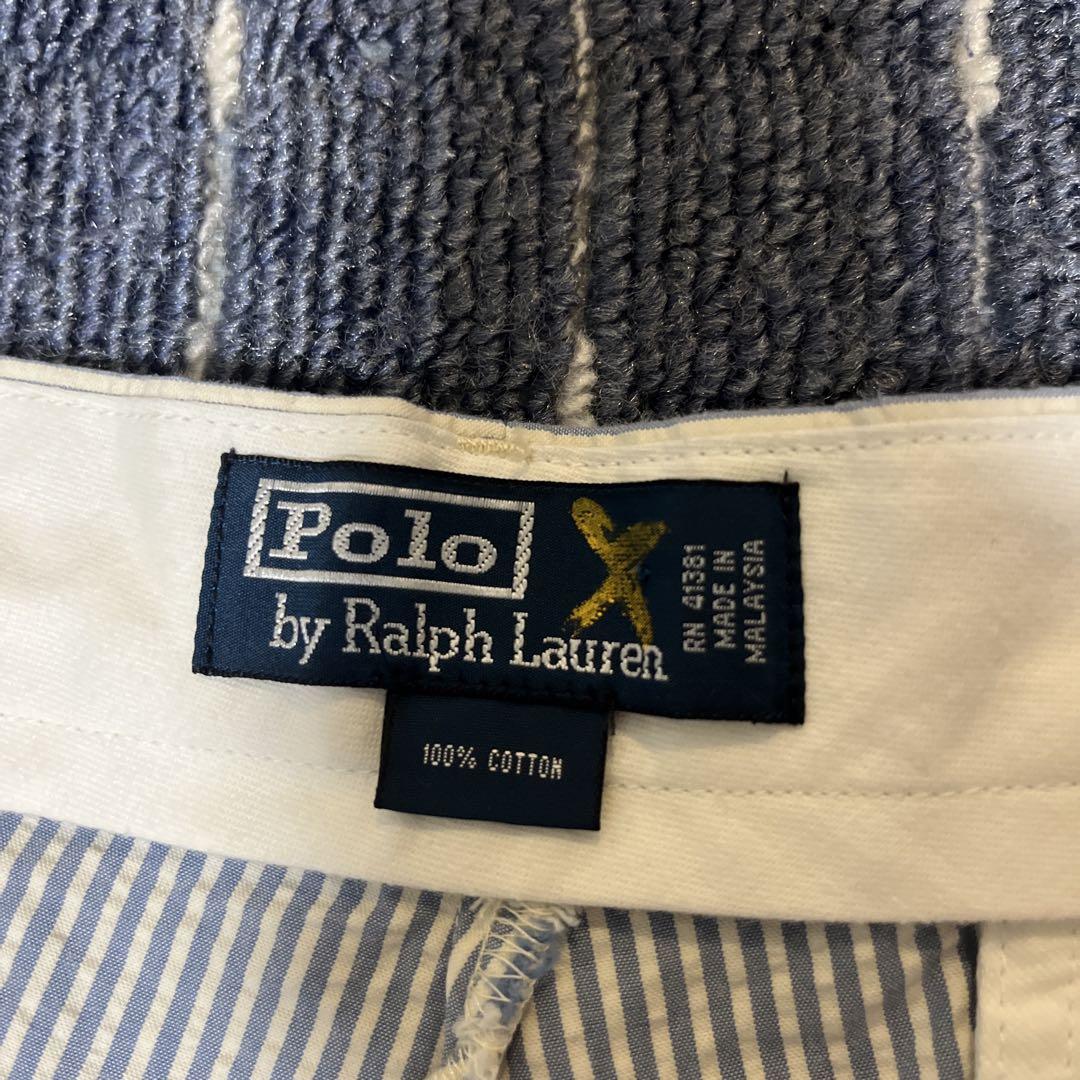 Polo
by Ralph Lauren
RN 41381
MADE IN
MALAYSIA
100% COTTON